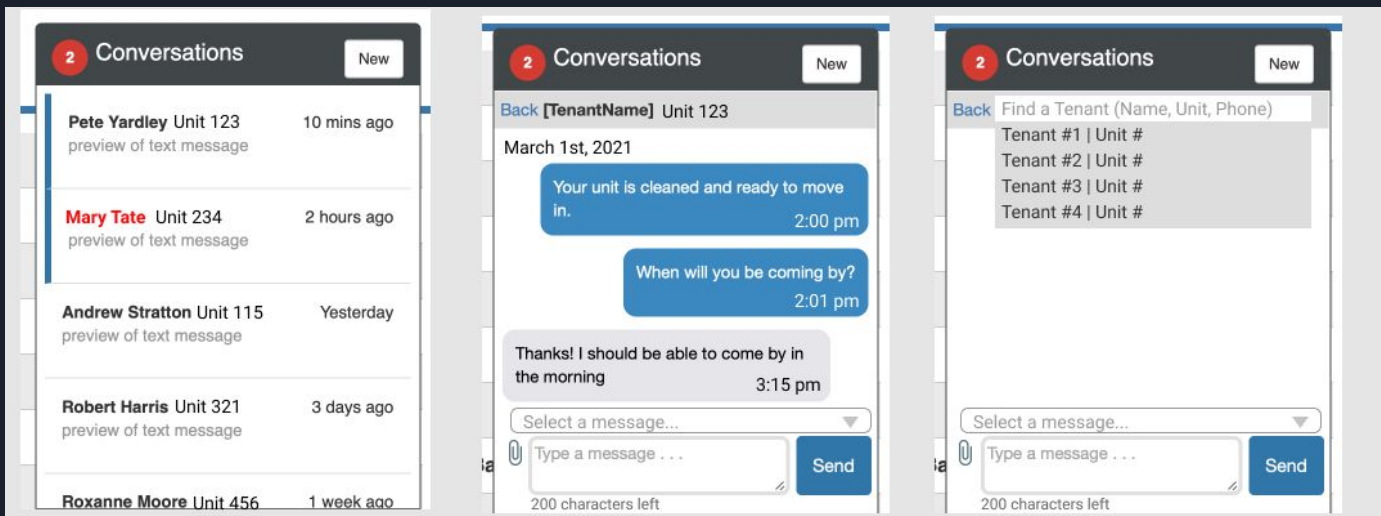 2 Conversations New
Pete Yardley Unit 123 10 mins ago
preview of text message
Mary Tate Unit 234 2 hours ago
preview of text message
Andrew Stratton Unit 115 Yesterday
preview of text message
Robert Harris Unit 321 3 days ago
preview of text message
Roxanne Moore Unit 456 1 week ago
2 Conversations New
Back [TenantName] Unit 123
March 1st, 2021
Your unit is cleaned and ready to move
in.
2:00 pm
When will you be coming by?
2:01 pm
Thanks! I should be able to come by in
the morning
3:15 pm
Select a message...
Type a message . . .
Send
200 characters left
2 Conversations New
Back Find a Tenant (Name, Unit, Phone)
Tenant #1 | Unit #
Tenant #2 | Unit #
Tenant #3 | Unit #
Tenant #4 | Unit #
Select a message...
Type a message . . .
Send
200 characters left